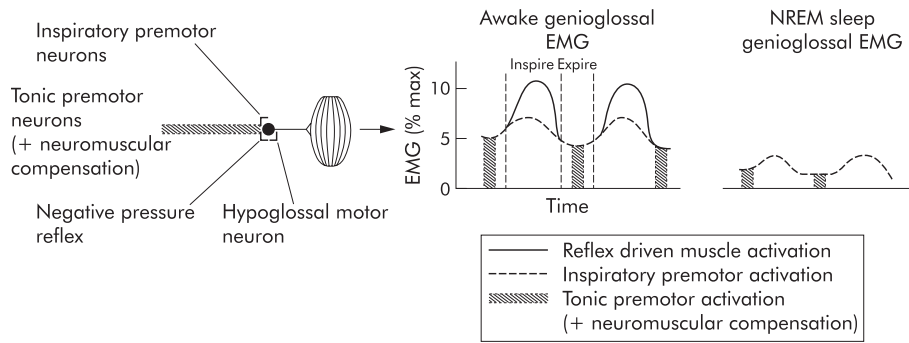 Inspiratory premotor
neurons
Tonic premotor
neurons
(+ neuromuscular
compensation)
Negative pressure
reflex
Hypoglossal motor
neuron
Awake genioglossal
EMG
Inspire Expire
EMG (% max)
10
5
0
Time
NREM sleep
genioglossal EMG
Reflex driven muscle activation
Inspiratory premotor activation
Tonic premotor activation
(+ neuromuscular compensation)